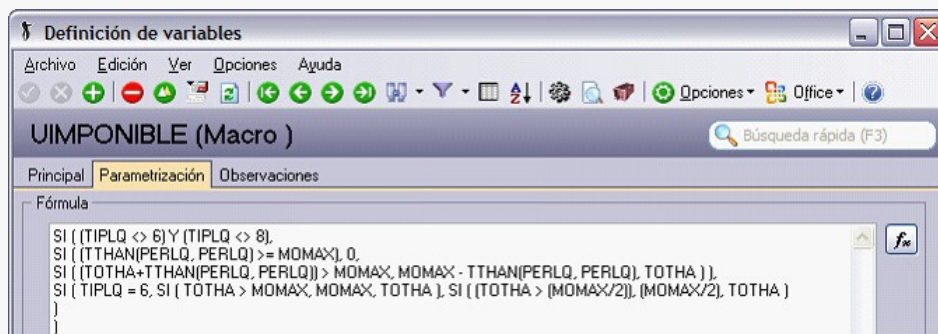 Definición de variables
Archivo Edición Ver Opciones Ayuda
Opciones Office
UIMPONIBLE (Macro )
Búsqueda rápida (F3)
Principal Parametrización Observaciones
Fórmula
SI ( (TIPLQ <> 6) Y (TIPLQ <> 8),
SI ( (TTHAN(PERLQ, PERLQ) >= MOMAX), 0,
SI ( (TOTHA+TTHAN(PERLQ, PERLQ)) > MOMAX, MOMAX - TTHAN(PERLQ, PERLQ), TOTHA ) ),
SI ( TIPLQ = 6, SI ( TOTHA > MOMAX, MOMAX, TOTHA ), SI ( (TOTHA > (MOMAX/2)), (MOMAX/2), TOTHA )
)
)